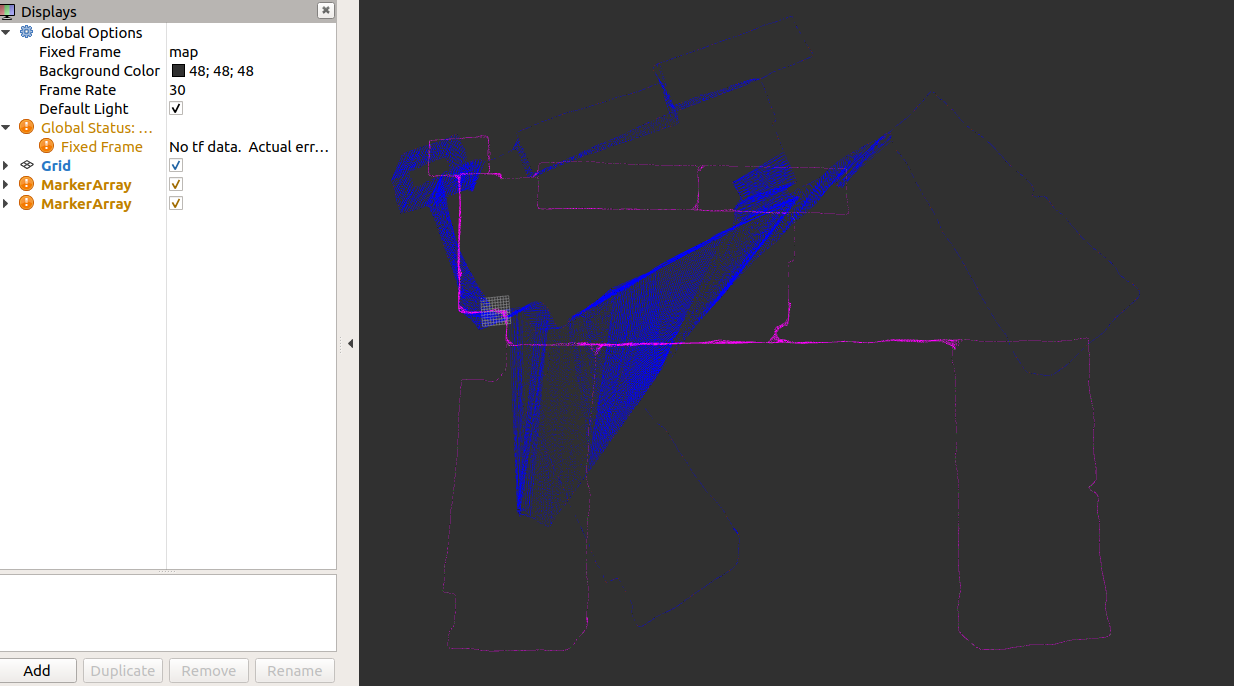 Displays
Global Options
Fixed Frame map
Background Color 48; 48; 48
Frame Rate 30
Default Light
Global Status: ...
Fixed Frame No tf data.  Actual err...
Grid
MarkerArray
MarkerArray
Add Duplicate Remove Rename